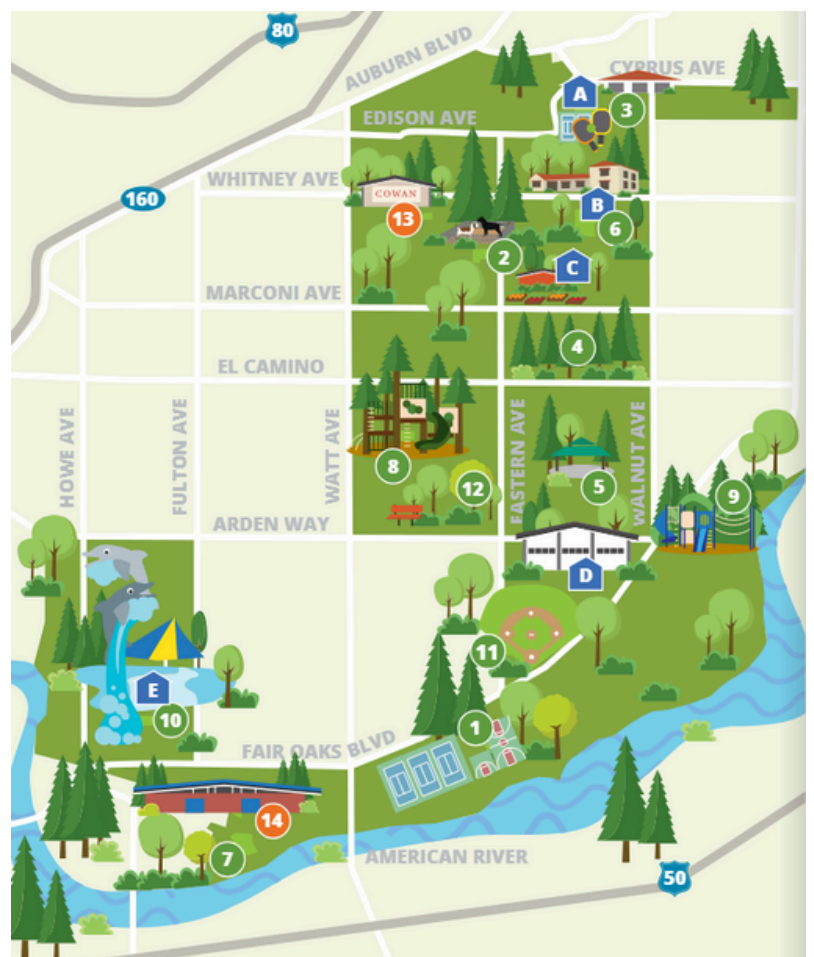 80
AUBURN BLVD
CYPRUS AVE
A
3
EDISON AVE
WHITNEY AVE
160
COWAN
13
B
6
2
C
MARCONI AVE
4
EL CAMINO
HOWE AVE
FULTON AVE
WATT AVE
EASTERN AVE
WALNUT AVE
8
12
5
9
ARDEN WAY
D
11
E
10
1
FAIR OAKS BLVD
14
7
AMERICAN RIVER
50